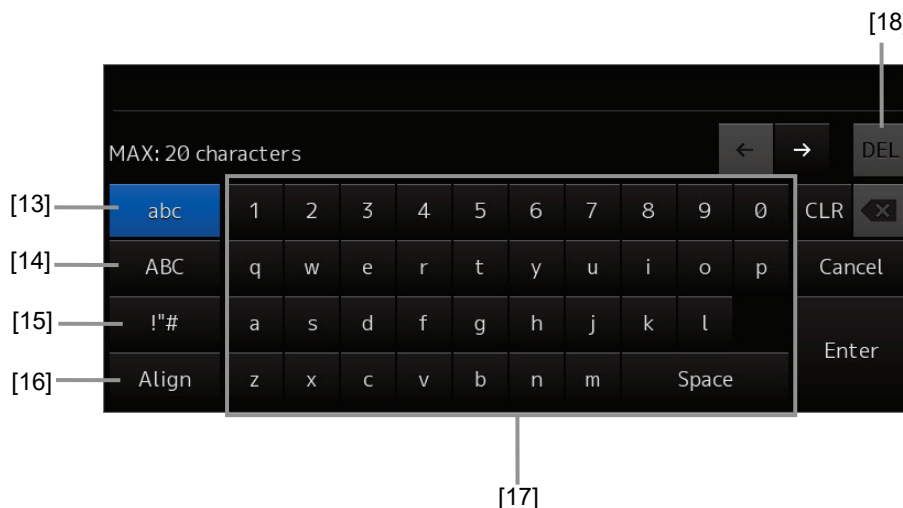 [18
MAX: 20 characters ← → DEL
[13] abc 1 2 3 4 5 6 7 8 9 0 CLR
[14] ABC q w e r t y u i o p Cancel
[15] !"# a s d f g h j k l
Enter
[16] Align z x c v b n m Space
[17]